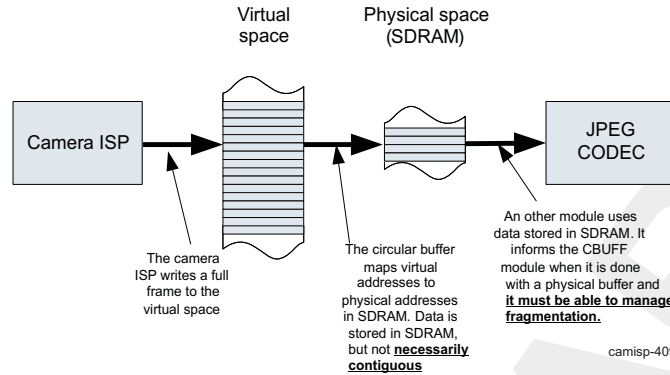 Virtual
space
Physical space
(SDRAM)
Camera ISP
JPEG
CODEC
The camera
ISP writes a full
frame to the
virtual space
The circular buffer
maps virtual
addresses to
physical addresses
in SDRAM. Data is
stored in SDRAM,
but not necessarily
contiguous
An other module uses
data stored in SDRAM. It
informs the CBUFF
module when it is done
with a physical buffer and
it must be able to manage
fragmentation.